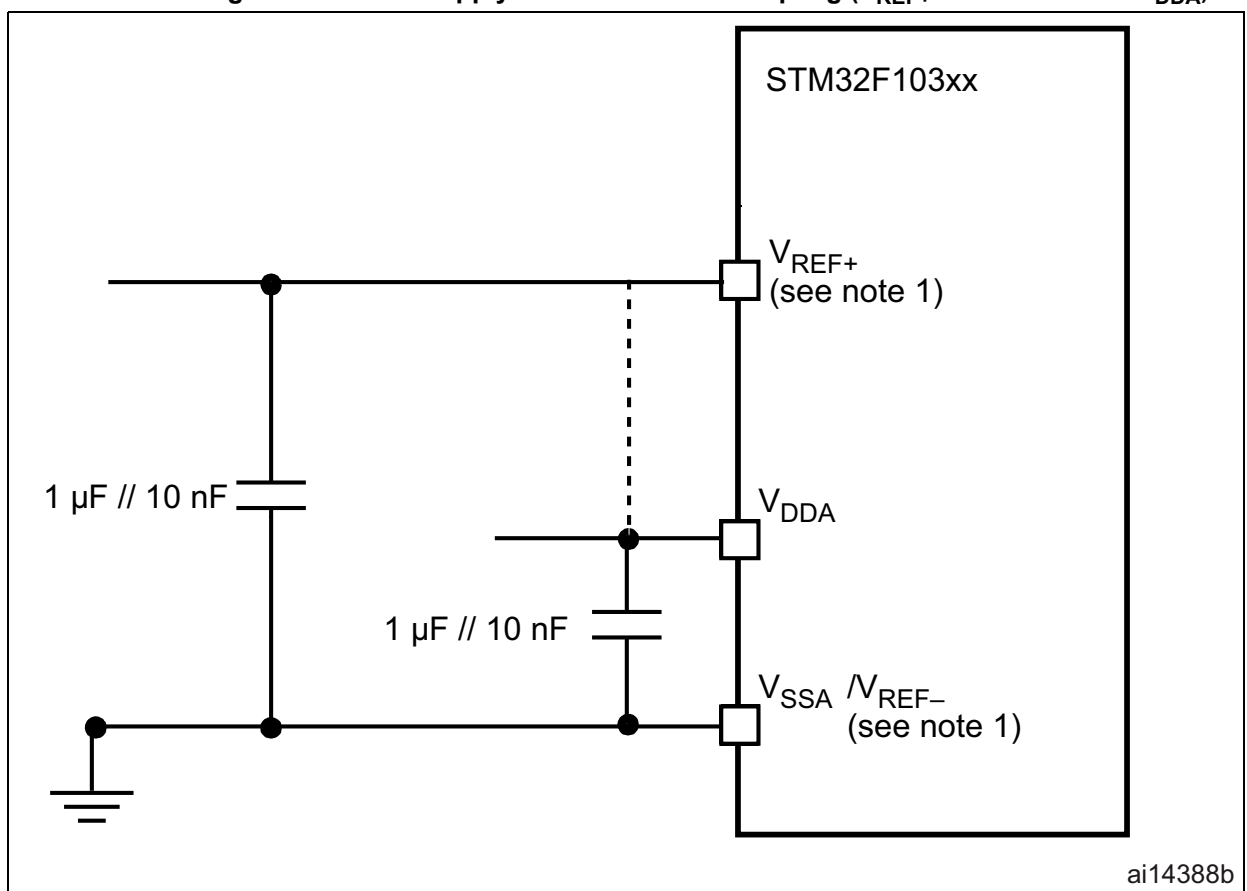 STM32F103xx
VREF+
(see note 1)
1 µF // 10 nF
VDDA
1 µF // 10 nF
VSSA /VREF–
(see note 1)
ai14388b